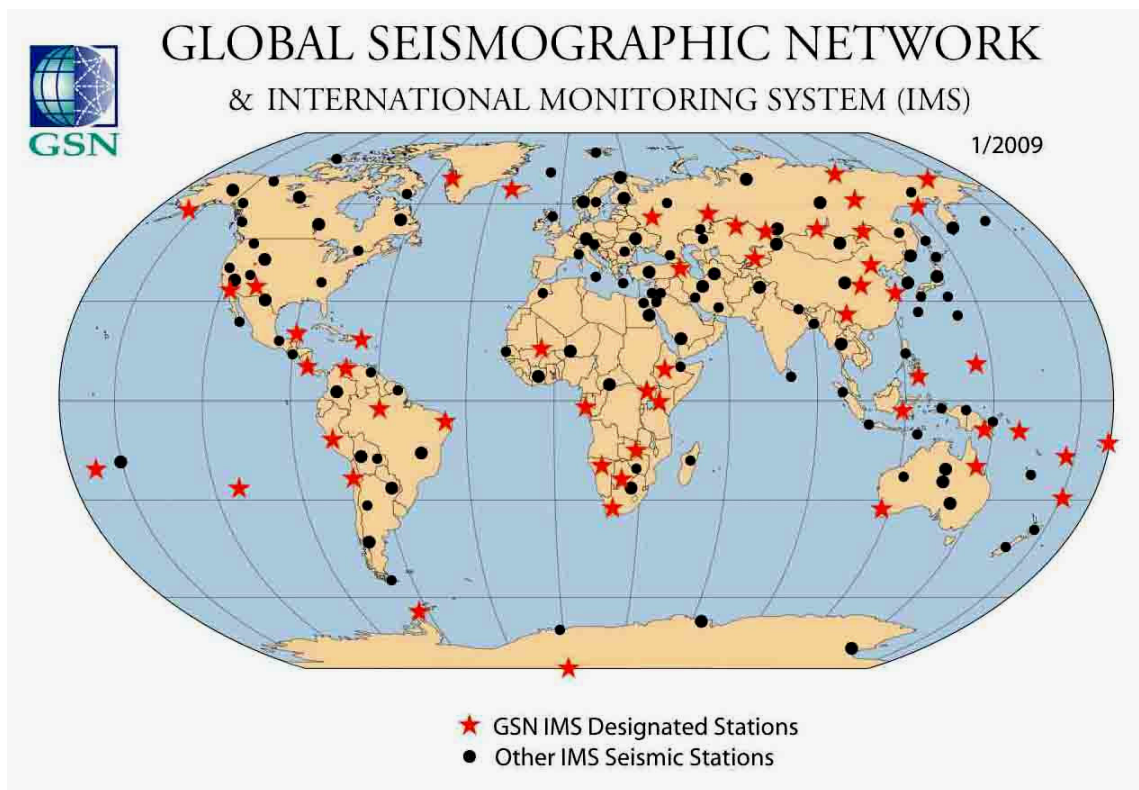 GLOBAL SEISMOGRAPHIC NETWORK
& INTERNATIONAL MONITORING SYSTEM (IMS)
GSN
1/2009
GSN IMS Designated Stations
Other IMS Seismic Stations